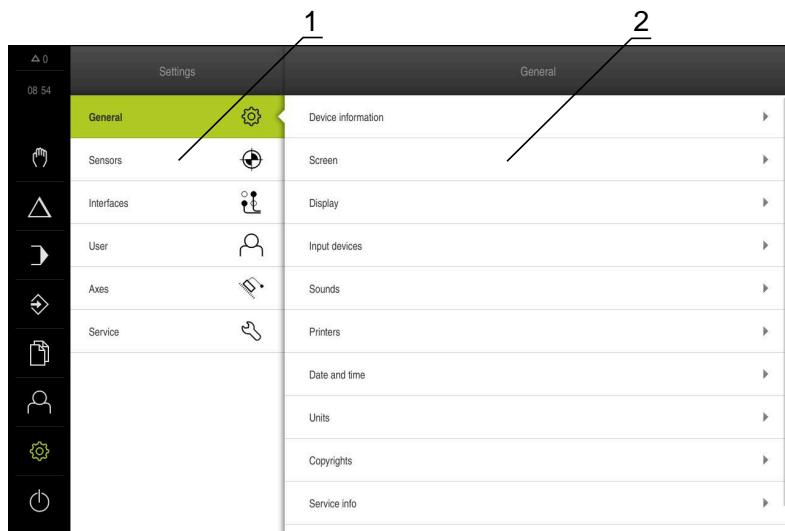 1
2
0
Settings
General
08 54
General
Device information
Sensors
Screen
Interfaces
Display
User
Input devices
Axes
Sounds
Service
Printers
Date and time
Units
Copyrights
Service info